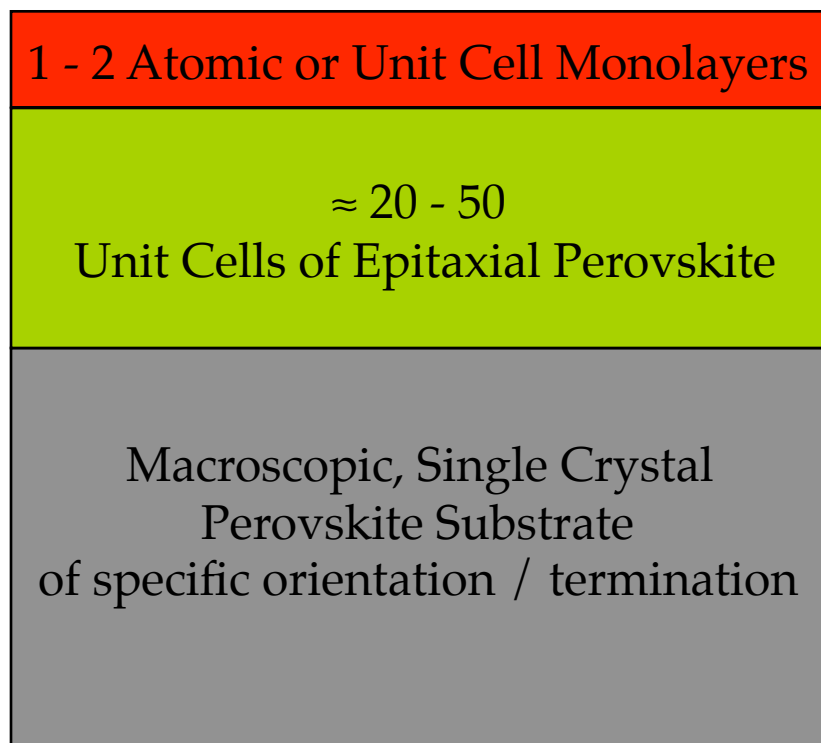 1 - 2 Atomic or Unit Cell Monolayers
≈ 20 - 50
Unit Cells of Epitaxial Perovskite
Macroscopic, Single Crystal
Perovskite Substrate
of specific orientation / termination